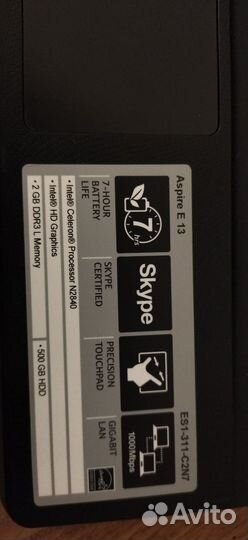 Aspire E 13
ES1-311-C2N7
7 hrs
7-HOUR
BATTERY
LIFE
Skype
SKYPE
CERTIFIED
PRECISION
TOUCHPAD
1000Mbps
GIGABIT
LAN
• Intel® Celeron® Processor N2840
• Intel® HD Graphics
• 2 GB DDR3 L Memory
• 500 GB HDD
Avito